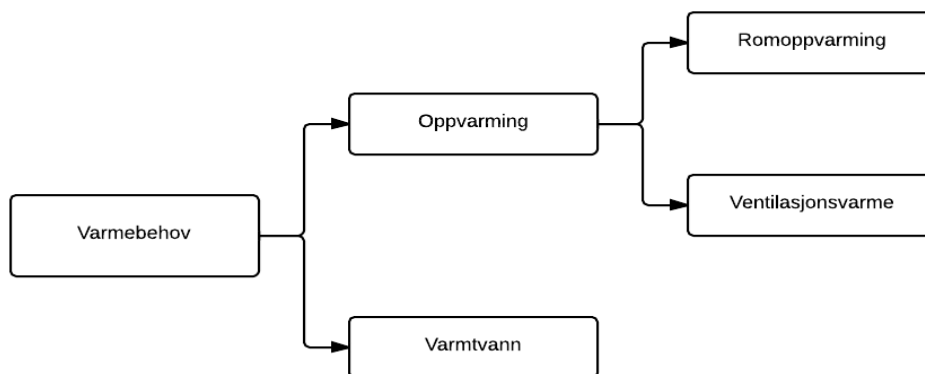 Romoppvarming
Oppvarming
Ventilasjonsvarme
Varmebehov
Varmtvann